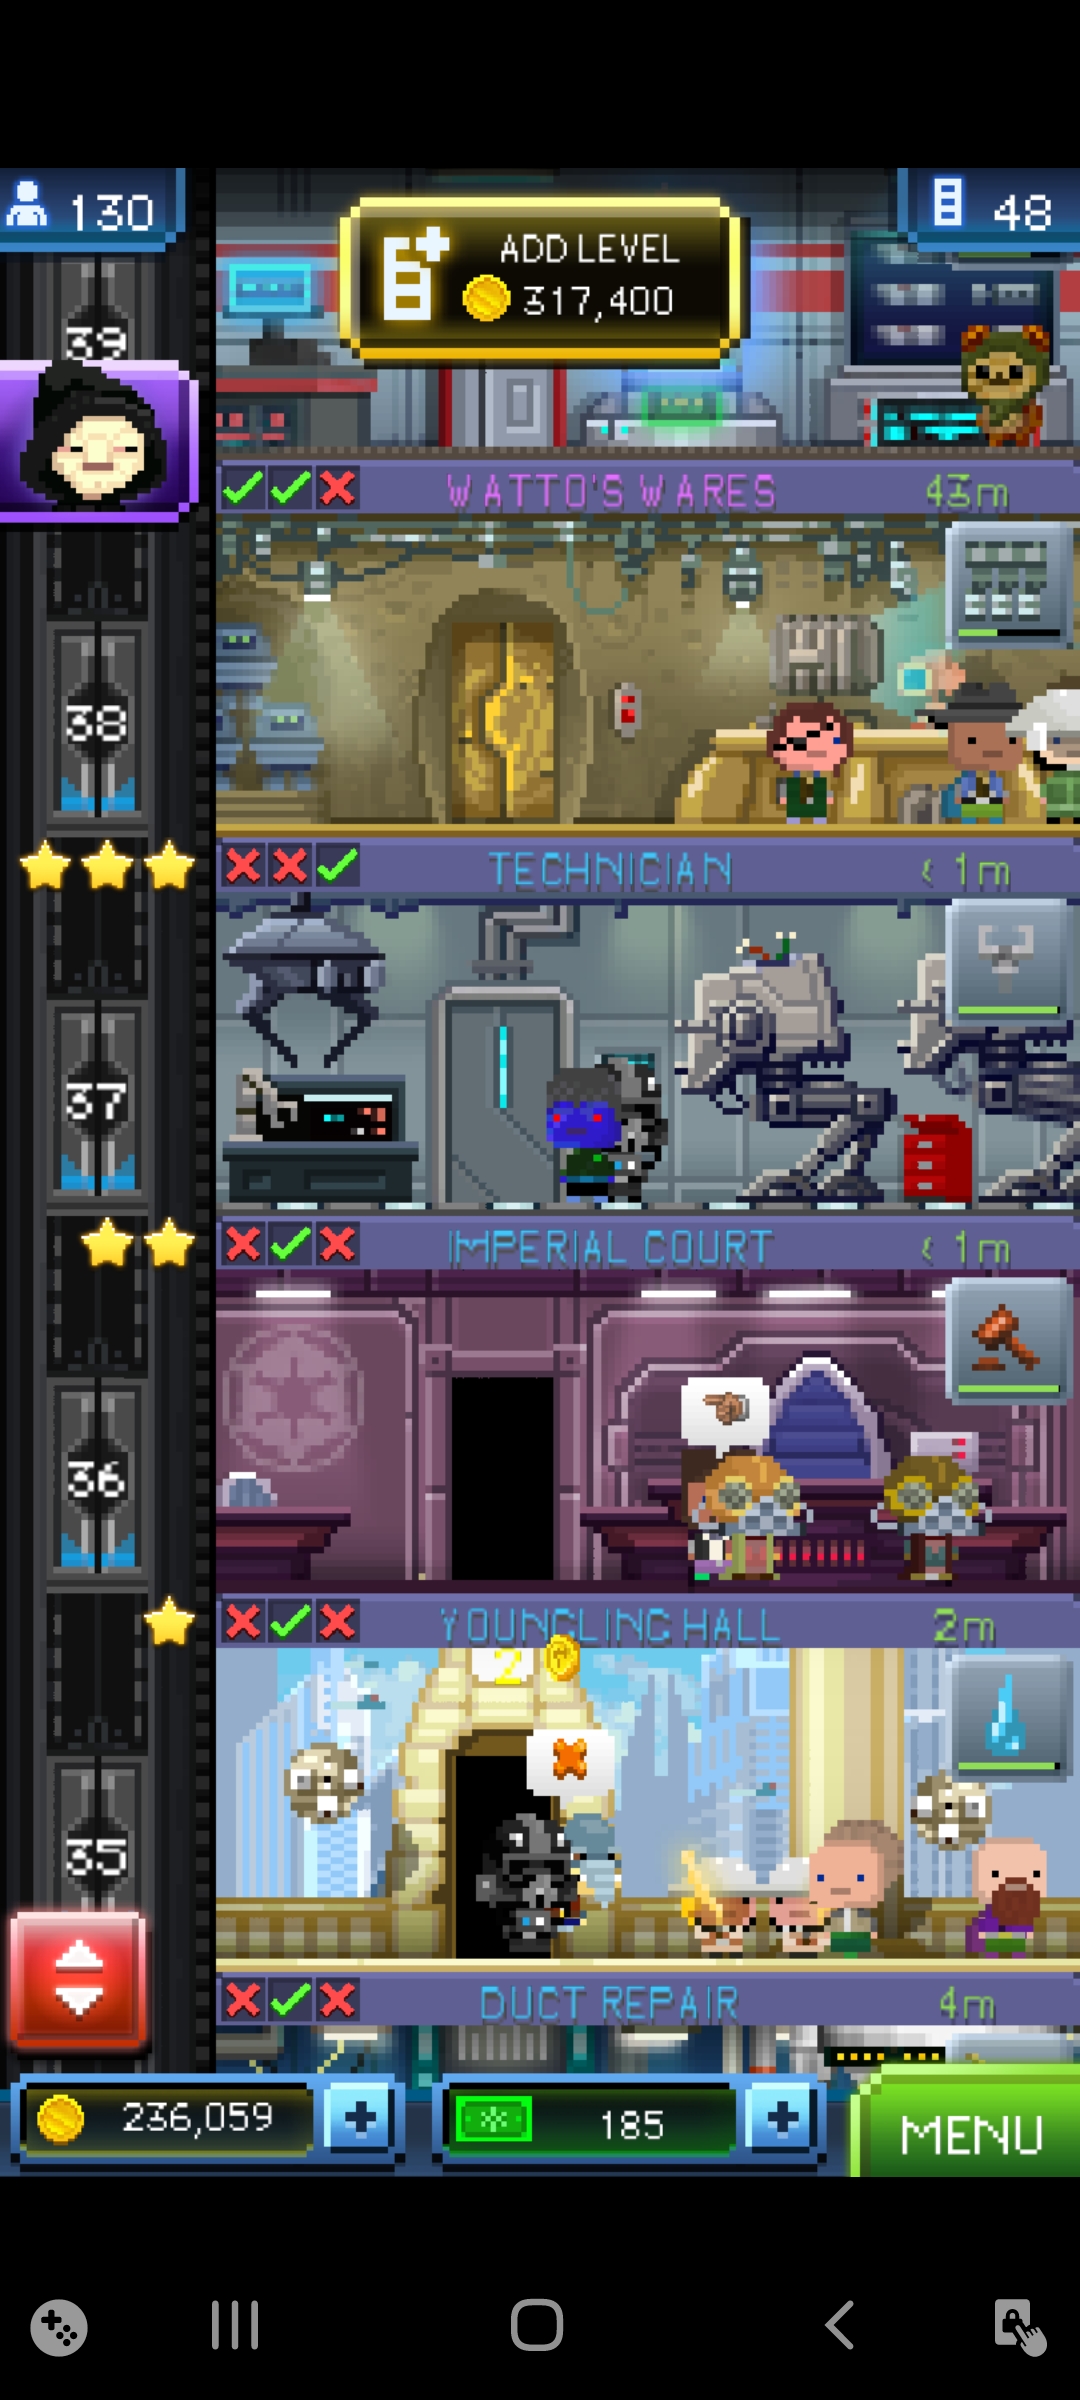 130
ADD LEVEL
317,400
48
39
WATTO'S WARES
43m
38
TECHNICIAN
< 1m
37
IMPERIAL COURT
< 1m
36
YOUNGLING HALL
2m
2
35
DUCT REPAIR
4m
236,059
185
MENU